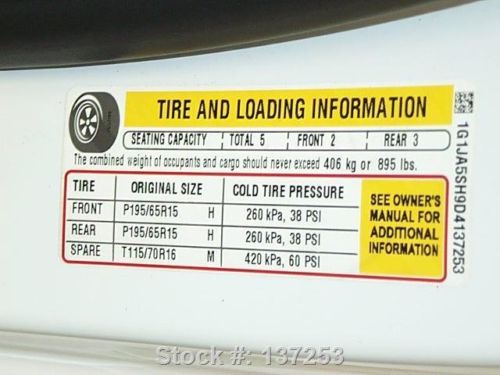 TIRE AND LOADING INFORMATION
SEATING CAPACITY TOTAL 5 FRONT 2 REAR 3
The combined weight of occupants and cargo should never exceed 406 kg or 895 lbs.
TIRE ORIGINAL SIZE COLD TIRE PRESSURE
FRONT P195/65R15 H 260 kPa, 38 PSI
REAR P195/65R15 H 260 kPa, 38 PSI
SPARE T115/70R16 M 420 kPa, 60 PSI
SEE OWNER'S
MANUAL FOR
ADDITIONAL
INFORMATION
1G1JA5SH9D4137253
Stock #: 137253